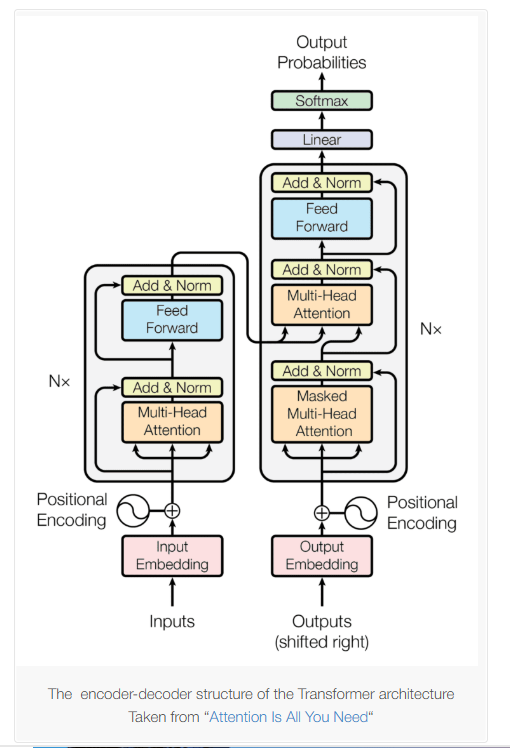 Output
Probabilities
Softmax
Linear
Add & Norm
Feed
Forward
Add & Norm
Multi-Head
Attention
Nx
Add & Norm
Masked
Multi-Head
Attention
Add & Norm
Feed
Forward
Nx
Add & Norm
Multi-Head
Attention
Positional
Encoding
Positional
Encoding
Input
Embedding
Output
Embedding
Inputs
Outputs
(shifted right)
The encoder-decoder structure of the Transformer architecture
Taken from “Attention Is All You Need“